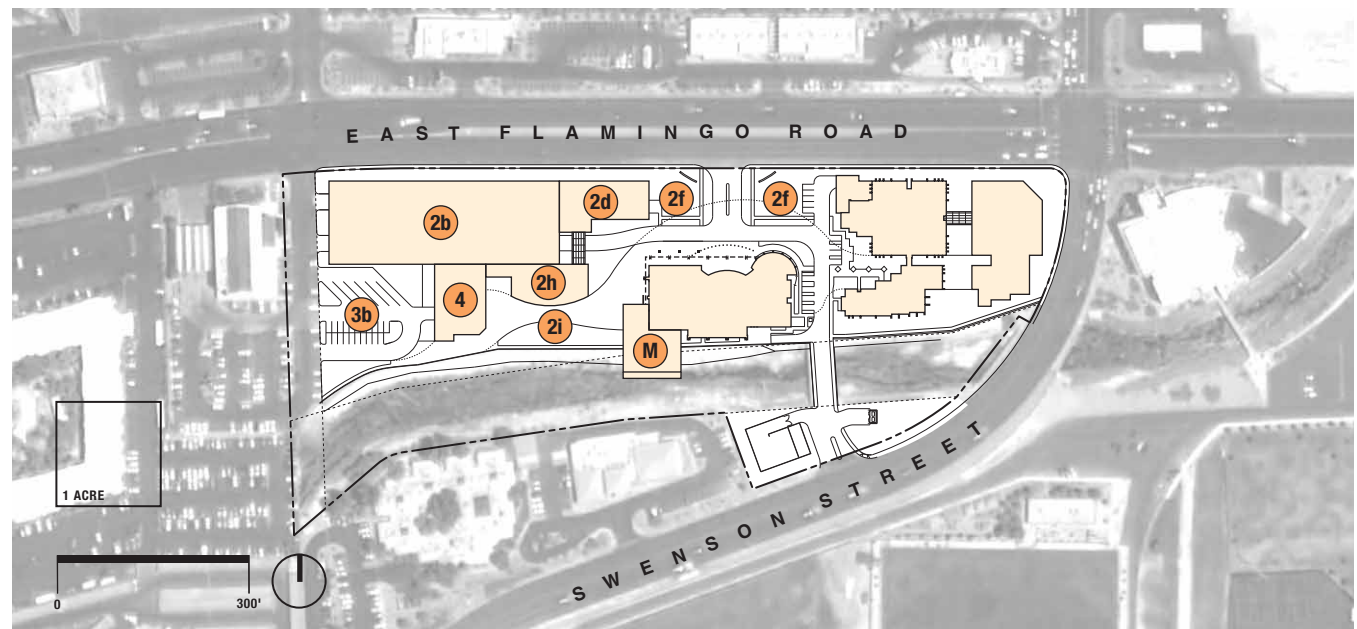 EAST FLAMINGO ROAD
2d
2f
2f
2b
2h
4
3b
2i
M
1 ACRE
SWENSON STREET
0
300'